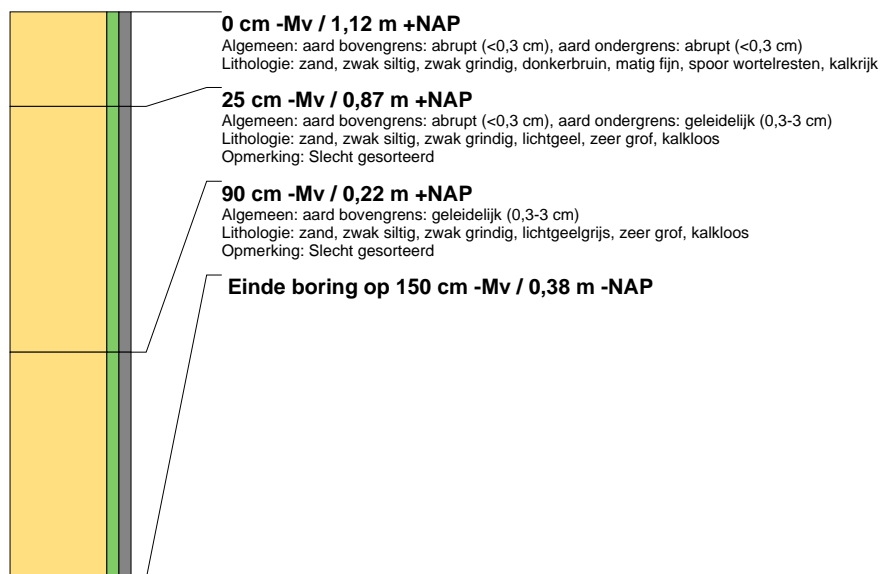 0 cm -Mv / 1,12 m +NAP
Algemeen: aard bovengrens: abrupt (<0,3 cm), aard ondergrens: abrupt (<0,3 cm)
Lithologie: zand, zwak siltig, zwak grindig, donkerbruin, matig fijn, spoor wortelresten, kalkrijk
25 cm -Mv / 0,87 m +NAP
Algemeen: aard bovengrens: abrupt (<0,3 cm), aard ondergrens: geleidelijk (0,3-3 cm)
Lithologie: zand, zwak siltig, zwak grindig, lichtgeel, zeer grof, kalkloos
Opmerking: Slecht gesorteerd
90 cm -Mv / 0,22 m +NAP
Algemeen: aard bovengrens: geleidelijk (0,3-3 cm)
Lithologie: zand, zwak siltig, zwak grindig, lichtgeelgrijs, zeer grof, kalkloos
Opmerking: Slecht gesorteerd
Einde boring op 150 cm -Mv / 0,38 m -NAP